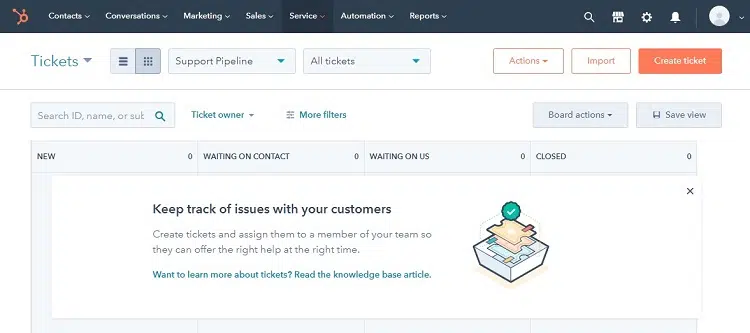 Contacts Conversations Marketing Sales Service Automation Reports
Tickets Support Pipeline All tickets Actions Import Create ticket
Search ID, name, or sub Ticket owner More filters Board actions Save view
NEW 0 WAITING ON CONTACT 0 WAITING ON US 0 CLOSED 0
Keep track of issues with your customers
Create tickets and assign them to a member of your team so
they can offer the right help at the right time.
Want to learn more about tickets? Read the knowledge base article.